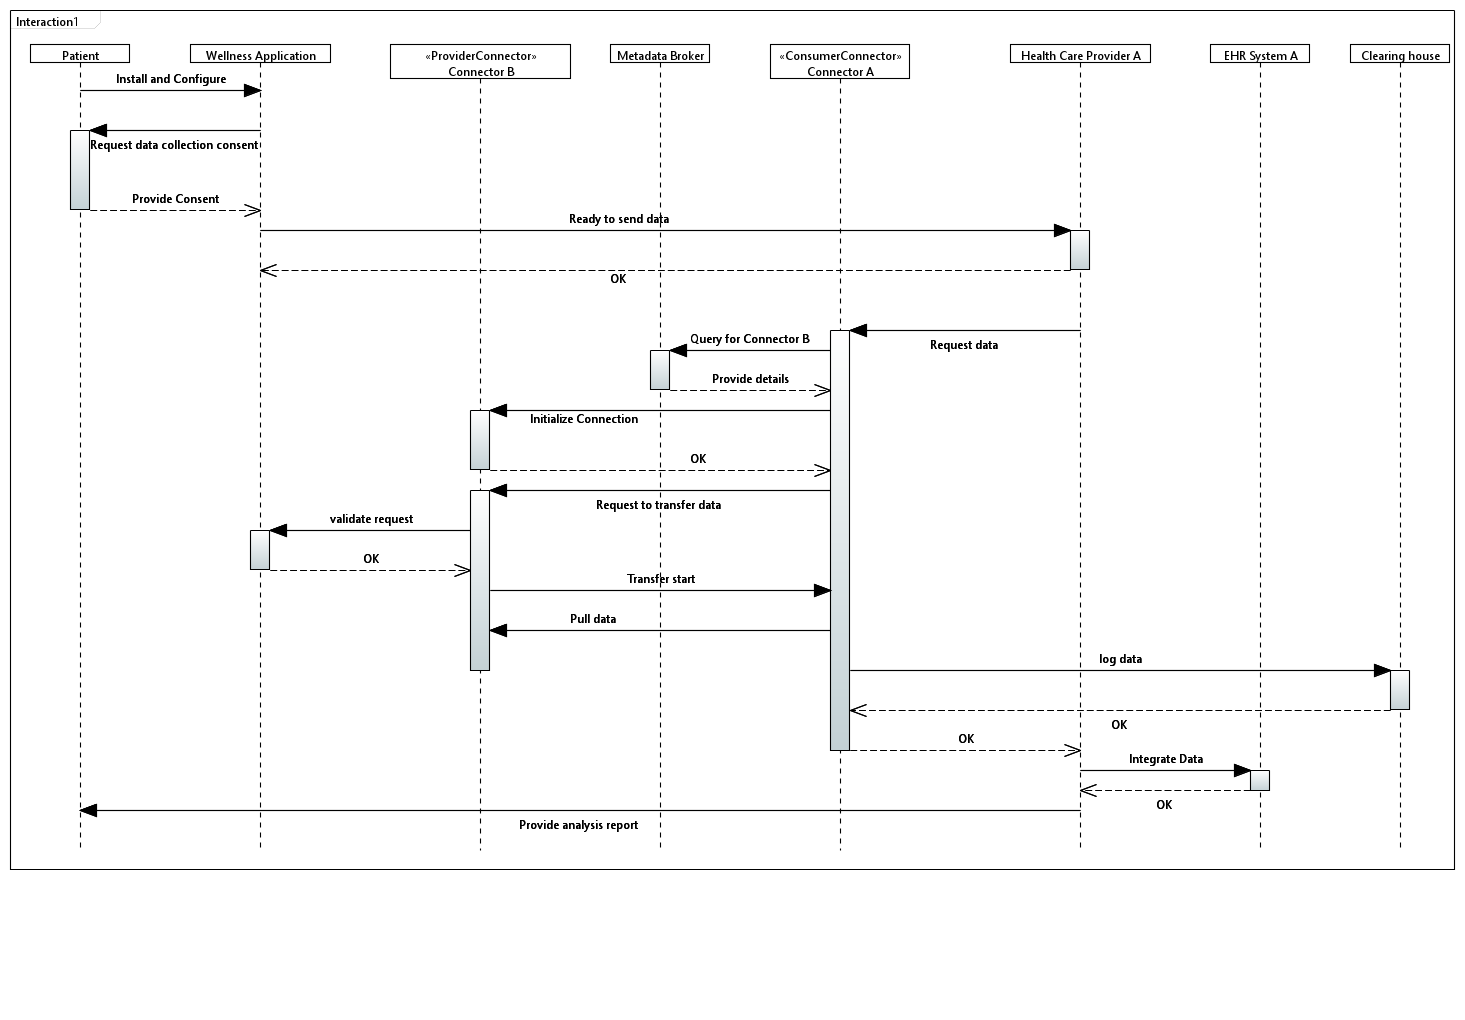 Interaction1
Patient
Wellness Application
«ProviderConnector»
Connector B
Metadata Broker
«ConsumerConnector»
Connector A
Health Care Provider A
EHR System A
Clearing house
Install and Configure
Request data collection consent
Provide Consent
Ready to send data
OK
Query for Connector B
Request data
Provide details
Initialize Connection
OK
Request to transfer data
validate request
OK
Transfer start
Pull data
log data
OK
OK
Integrate Data
OK
Provide analysis report